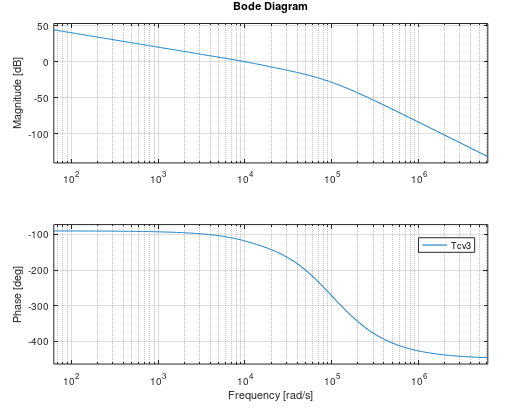 Bode Diagram
50
0
-50
-100
Magnitude [dB]
10^2 10^3 10^4 10^5 10^6
-100
-200
-300
-400
Phase [deg]
Tcv3
10^2 10^3 10^4 10^5 10^6
Frequency [rad/s]